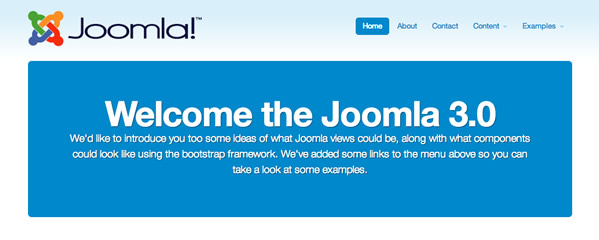 Joomla!™
Home About Contact Content Examples
Welcome the Joomla 3.0
We'd like to introduce you too some ideas of what Joomla views could be, along with what components
could look like using the bootstrap framework. We've added some links to the menu above so you can
take a look at some examples.